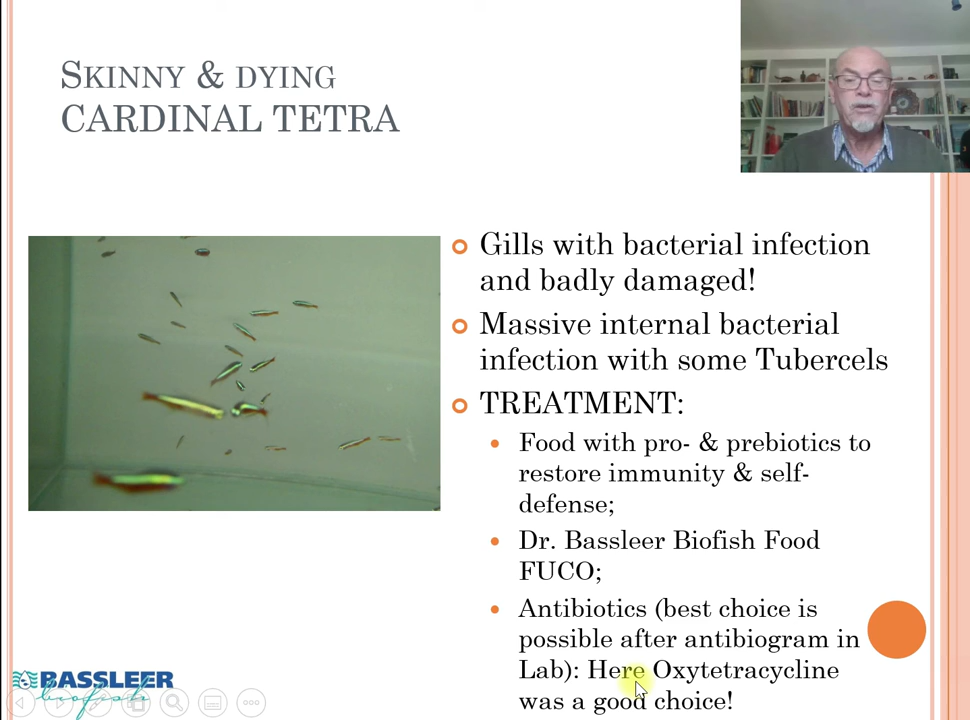 SKINNY & DYING
CARDINAL TETRA
Gills with bacterial infection
and badly damaged!
Massive internal bacterial
infection with some Tubercels
TREATMENT:
Food with pro- & prebiotics to
restore immunity & self-
defense;
Dr. Bassleer Biofish Food
FUCO;
Antibiotics (best choice is
possible after antibiogram in
Lab): Here Oxytetracycline
was a good choice!
BASSLEER
biofish